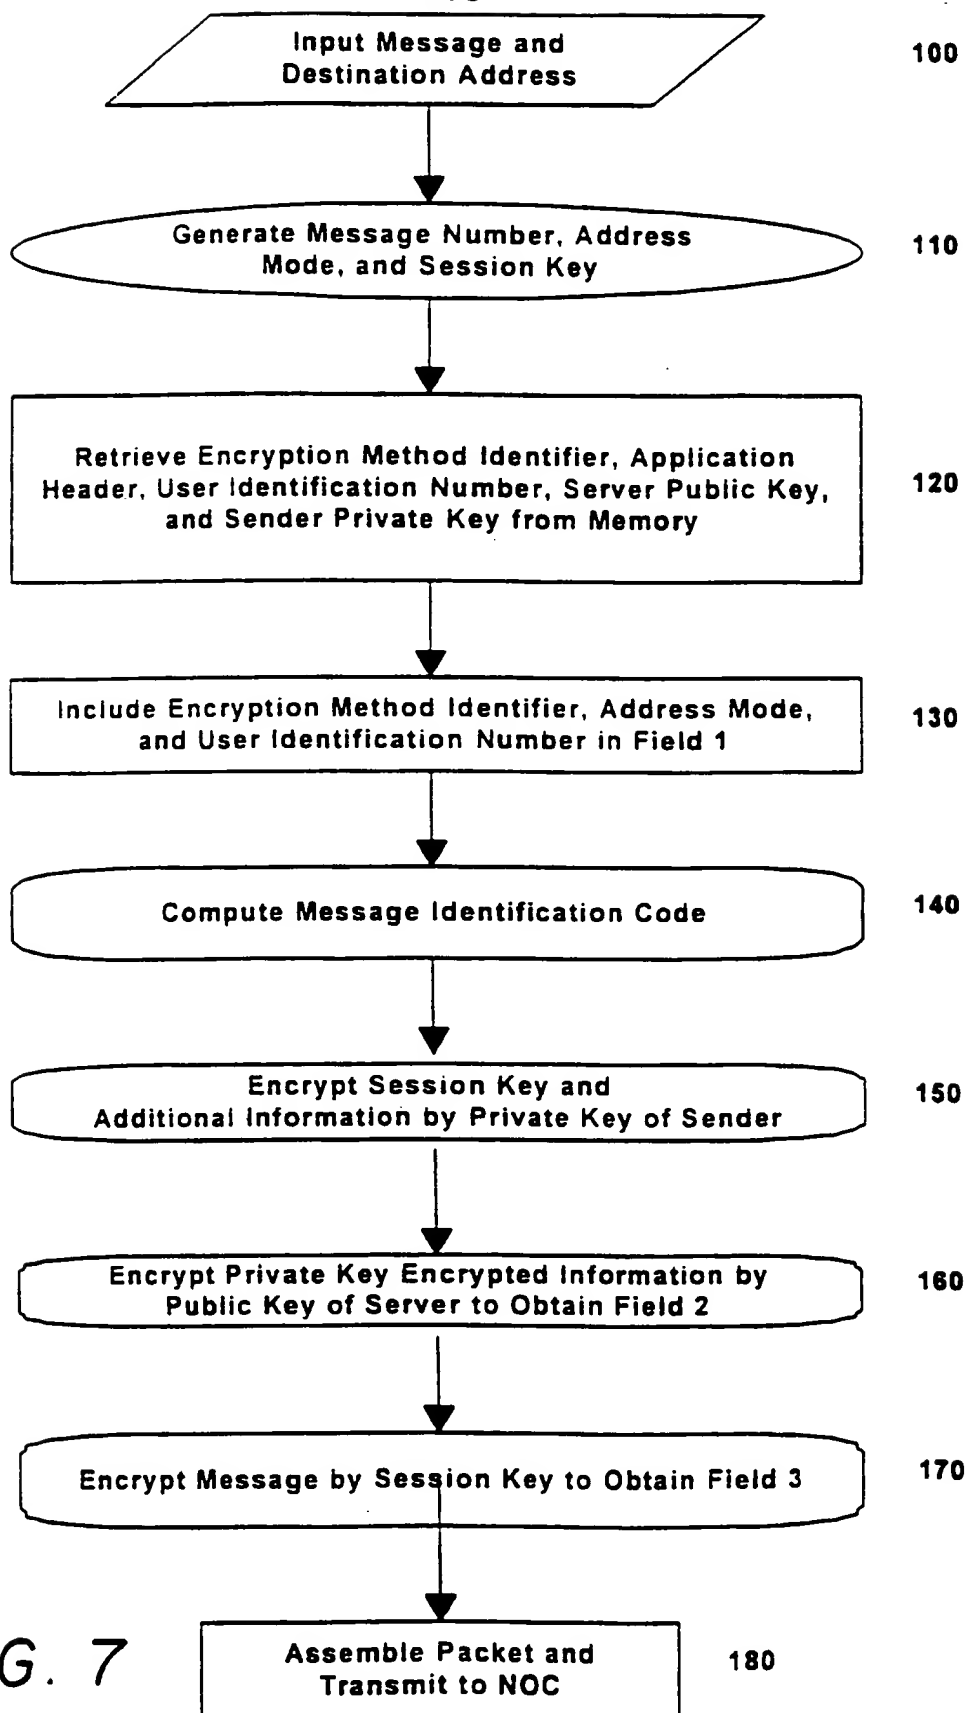 Input Message and
Destination Address
100
Generate Message Number, Address
Mode, and Session Key
110
Retrieve Encryption Method Identifier, Application
Header, User Identification Number, Server Public Key,
and Sender Private Key from Memory
120
Include Encryption Method Identifier, Address Mode,
and User Identification Number in Field 1
130
Compute Message Identification Code
140
Encrypt Session Key and
Additional Information by Private Key of Sender
150
Encrypt Private Key Encrypted Information by
Public Key of Server to Obtain Field 2
160
Encrypt Message by Session Key to Obtain Field 3
170
G. 7
Assemble Packet and
Transmit to NOC
180